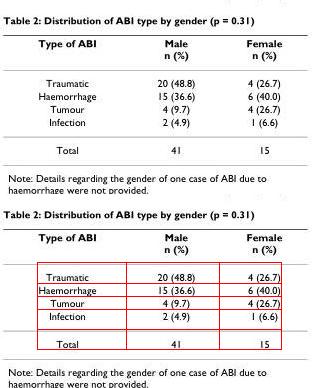 Table 2: Distribution of ABI type by gender (p = 0.31)
Type of ABI Male Female
n (%) n (%)
Traumatic 20 (48.8) 4 (26.7)
Haemorrhage 15 (36.6) 6 (40.0)
Tumour 4 (9.7) 4 (26.7)
Infection 2 (4.9) 1 (6.6)
Total 41 15
Note: Details regarding the gender of one case of ABI due to
haemorrhage were not provided.
Table 2: Distribution of ABI type by gender (p = 0.31)
Type of ABI Male Female
n (%) n (%)
Traumatic 20 (48.8) 4 (26.7)
Haemorrhage 15 (36.6) 6 (40.0)
Tumour 4 (9.7) 4 (26.7)
Infection 2 (4.9) 1 (6.6)
Total 41 15
Note: Details regarding the gender of one case of ABI due to
haemorrhage were not provided.